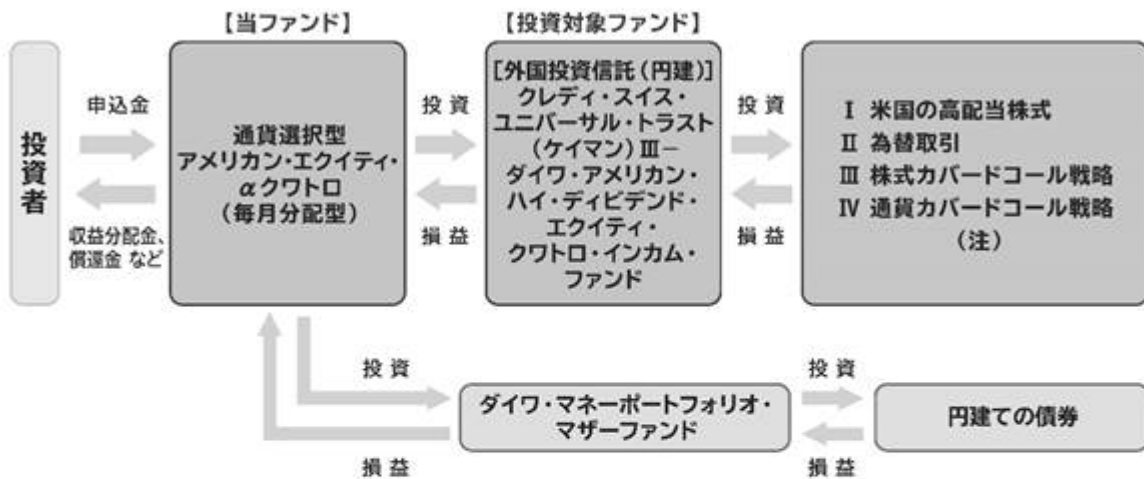 【当ファンド】
【投資対象ファンド】
投資者
申込金
収益分配金、
償還金 など
通貨選択型
アメリカン・エクイティ・
αクワトロ
（毎月分配型）
投 資
損 益
［外国投資信託（円建）］
クレディ・スイス・
ユニバーサル・トラスト
（ケイマン）Ⅲ－
ダイワ・アメリカン・
ハイ・ディビデンド・
エクイティ・
クワトロ・インカム・
ファンド
投 資
損 益
Ⅰ 米国の高配当株式
Ⅱ 為替取引
Ⅲ 株式カバードコール戦略
Ⅳ 通貨カバードコール戦略
（注）
投 資
損 益
ダイワ・マネーポートフォリオ・
マザーファンド
投 資
損 益
円建ての債券